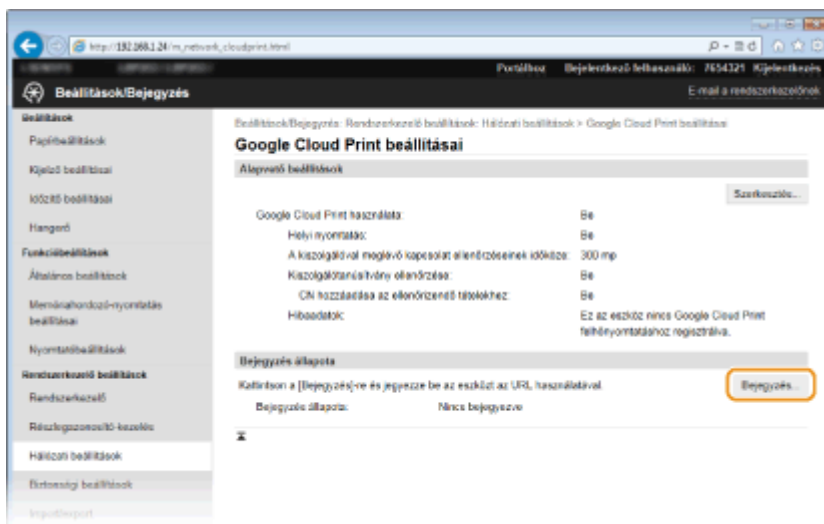 http://192.168.1.24/m_network_cloudprint.html
Portálhoz Bejelentkező felhasználó: 7654321 Kijelentkezés
Beállítások/Bejegyzés
E-mail a rendszerkezelőnek
Beállítások
Beállítások/Bejegyzés: Rendszerkezelő beállítások: Hálózati beállítások > Google Cloud Print beállításai
Papírbeállítások
Google Cloud Print beállításai
Kijelző beállításai
Alapvető beállítások
Időzítő beállításai
Szerkesztés...
Hangerő
Google Cloud Print használata: Be
Helyi nyomtatás: Be
Funkcióbeállítások
A kiszolgálóval meglévő kapcsolat ellenőrzéseinek időköze: 300 mp
Általános beállítások
Kiszolgálótanúsítvány ellenőrzése: Be
CN hozzáadása az ellenőrizendő tételekhez: Be
Memóriahordozó-nyomtatás
beállításai
Hibaadatok: Ez az eszköz nincs Google Cloud Print
felhőnyomtatáshoz regisztrálva.
Nyomtatóbeállítások
Bejegyzés állapota
Rendszerkezelő beállítások
Kattintson a [Bejegyzés]-re és jegyezze be az eszközt az URL használatával. Bejegyzés...
Rendszerkezelő
Bejegyzés állapota: Nincs bejegyezve
Részlegazonosító-kezelés
Hálózati beállítások
Biztonsági beállítások
Import/export